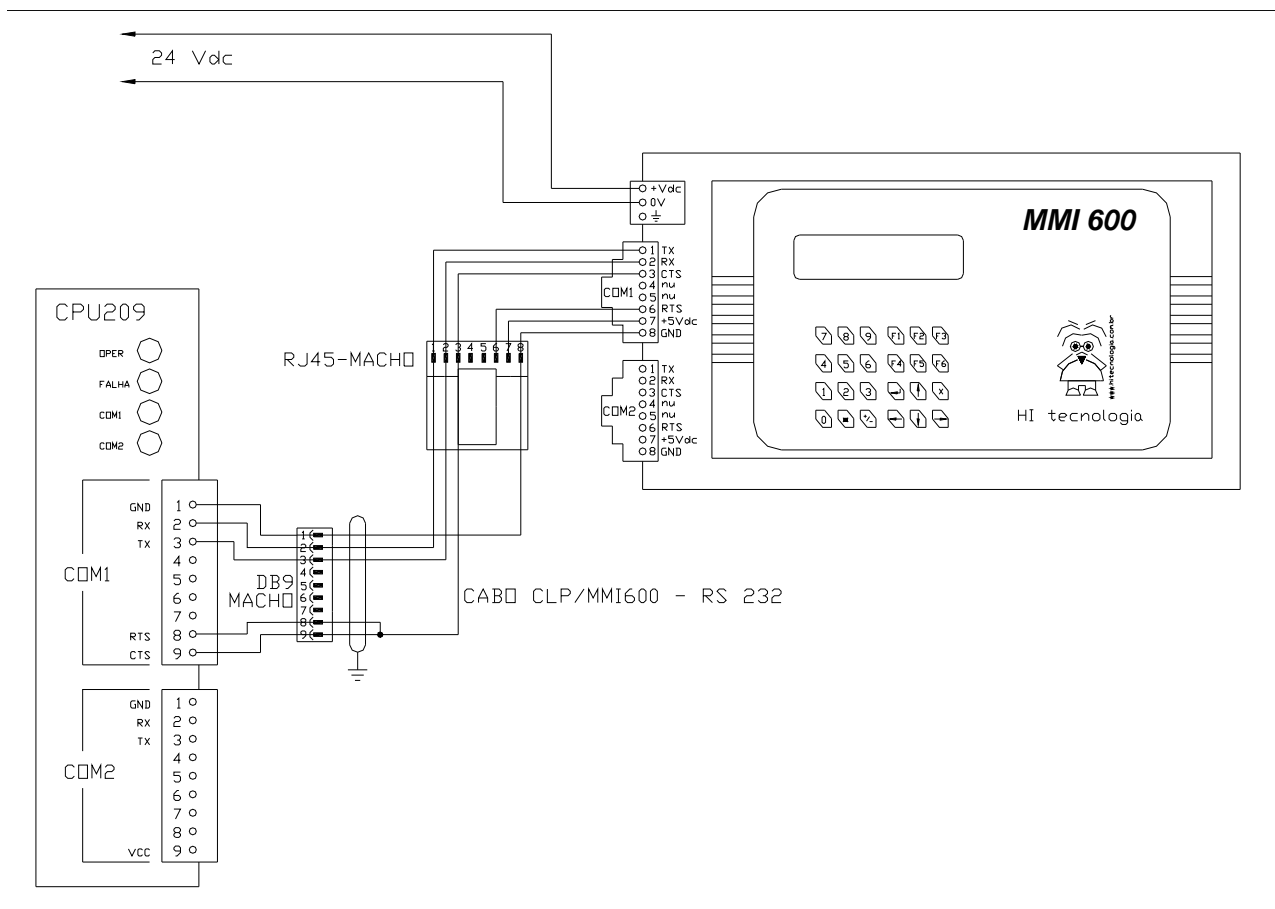 24 Vdc
+Vdc
0V
MMI 600
COM1
1 TX
2 RX
3 CTS
4 nu
5 nu
6 RTS
7 +5Vdc
8 GND
COM2
1 TX
2 RX
3 CTS
4 nu
5 nu
6 RTS
7 +5Vdc
8 GND
7 8 9 F1 F2 F3
4 5 6 F4 F5 F6
1 2 3 X
0 +/-
www.hitecnologia.com.br
HI tecnologia
RJ45-MACHO
1 2 3 4 5 6 7 8
CPU209
OPER
FALHA
COM1
COM2
COM1
GND 1
RX 2
TX 3
4
5
6
7
RTS 8
CTS 9
DB9
MACHO
1
2
3
4
5
6
7
8
9
CABO CLP/MMI600 - RS 232
COM2
GND 1
RX 2
TX 3
4
5
6
7
8
VCC 9